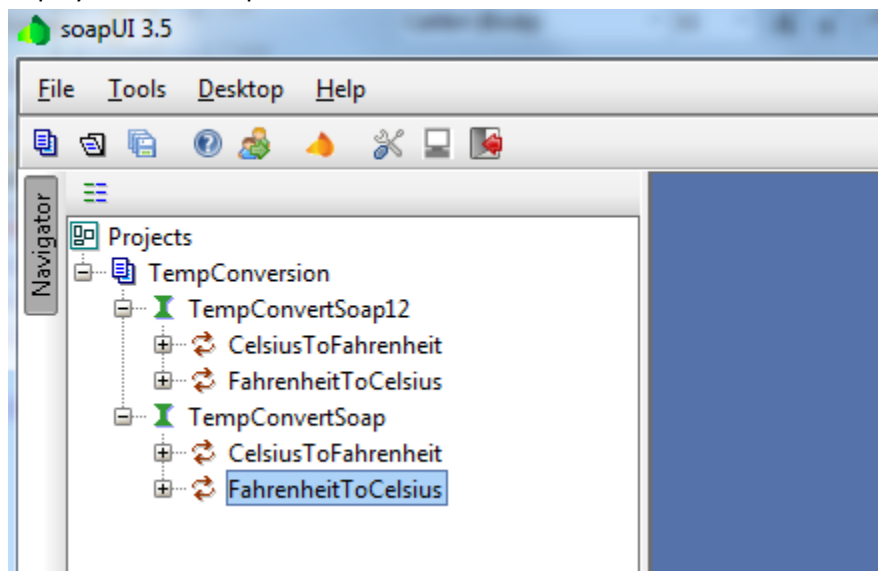 soapUI 3.5
File Tools Desktop Help
Navigator
Projects
TempConversion
TempConvertSoap12
CelsiusToFahrenheit
FahrenheitToCelsius
TempConvertSoap
CelsiusToFahrenheit
FahrenheitToCelsius